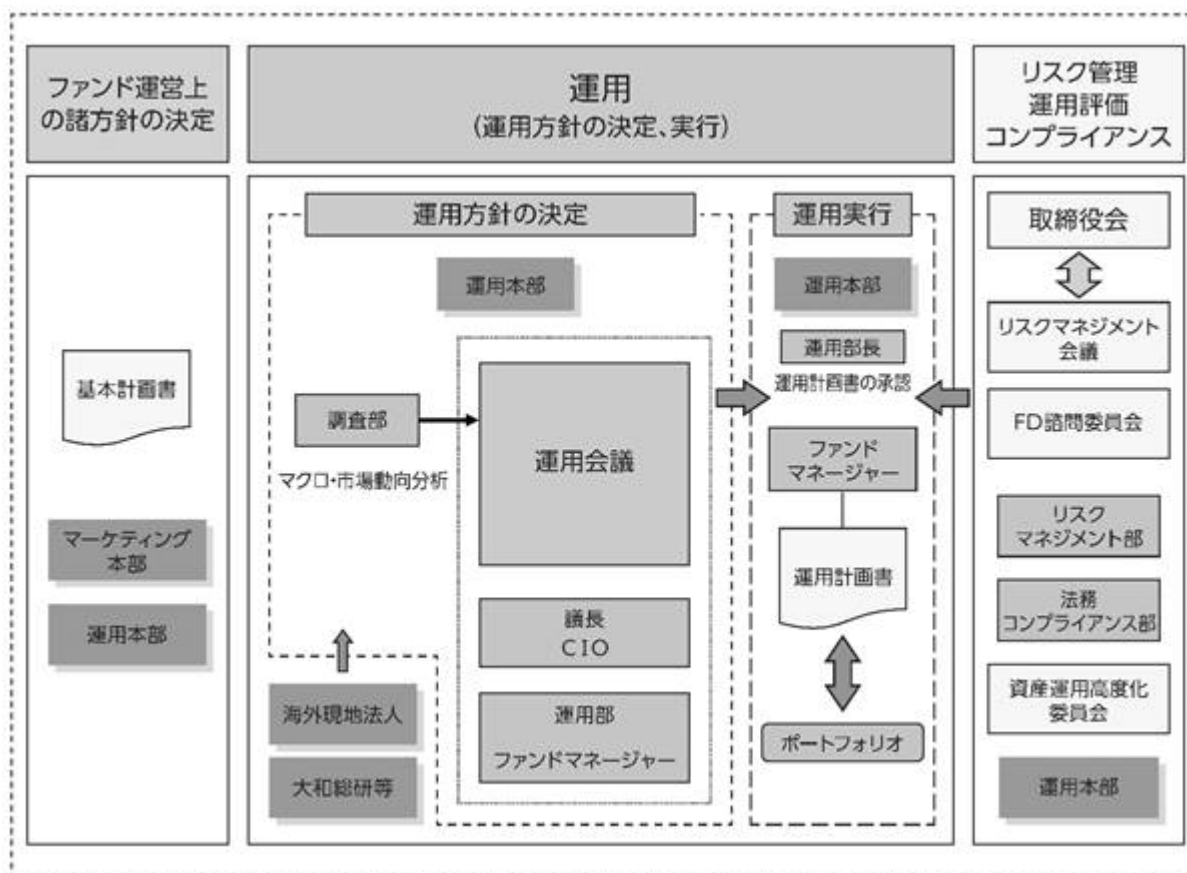 ファンド運営上
の諸方針の決定
運用
(運用方針の決定、実行)
リスク管理
運用評価
コンプライアンス
基本計画書
マーケティング
本部
運用本部
運用方針の決定
運用本部
調査部
マクロ・市場動向分析
運用会議
議長
CIO
運用部
ファンドマネージャー
海外現地法人
大和総研等
運用実行
運用本部
運用部長
運用計画書の承認
ファンド
マネージャー
運用計画書
ポートフォリオ
取締役会
リスクマネジメント
会議
FD諮問委員会
リスク
マネジメント部
法務
コンプライアンス部
資産運用高度化
委員会
運用本部